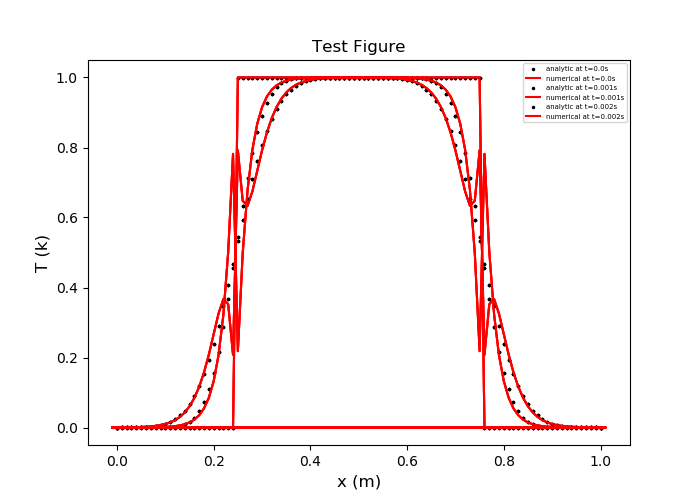 Test Figure
analytic at t=0.0s
numerical at t=0.0s
analytic at t=0.001s
numerical at t=0.001s
analytic at t=0.002s
numerical at t=0.002s
1.0
0.8
0.6
0.4
0.2
0.0
T (k)
0.0 0.2 0.4 0.6 0.8 1.0
x (m)